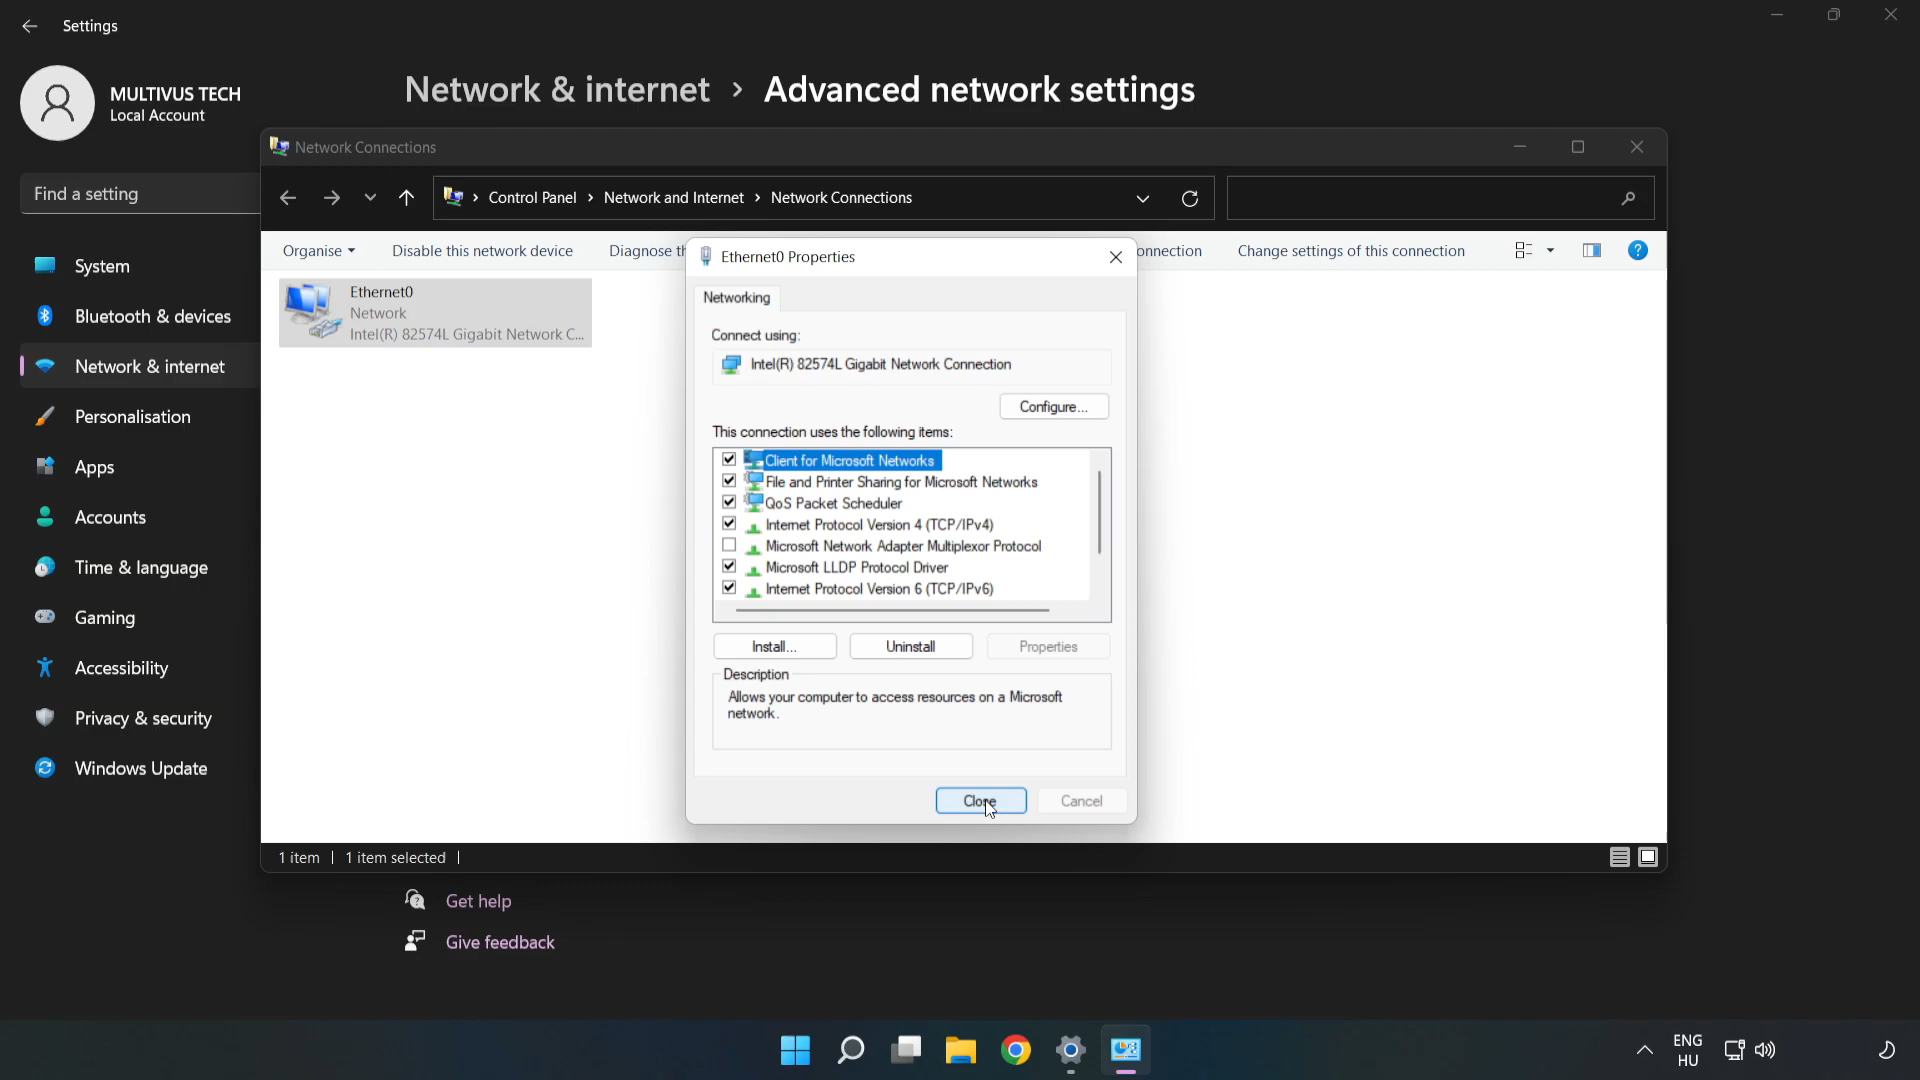 Settings
MULTIVUS TECH
Local Account
Network & internet › Advanced network settings
Find a setting
System
Bluetooth & devices
Network & internet
Personalisation
Apps
Accounts
Time & language
Gaming
Accessibility
Privacy & security
Windows Update
Network Connections
Control Panel › Network and Internet › Network Connections
Organise
Disable this network device
Diagnose th
onnection
Change settings of this connection
Ethernet0
Network
Intel(R) 82574L Gigabit Network C...
Ethernet0 Properties
Networking
Connect using:
Intel(R) 82574L Gigabit Network Connection
Configure...
This connection uses the following items:
Client for Microsoft Networks
File and Printer Sharing for Microsoft Networks
QoS Packet Scheduler
Internet Protocol Version 4 (TCP/IPv4)
Microsoft Network Adapter Multiplexor Protocol
Microsoft LLDP Protocol Driver
Internet Protocol Version 6 (TCP/IPv6)
Install...
Uninstall
Properties
Description
Allows your computer to access resources on a Microsoft
network.
Close
Cancel
1 item
1 item selected
Get help
Give feedback
ENG
HU